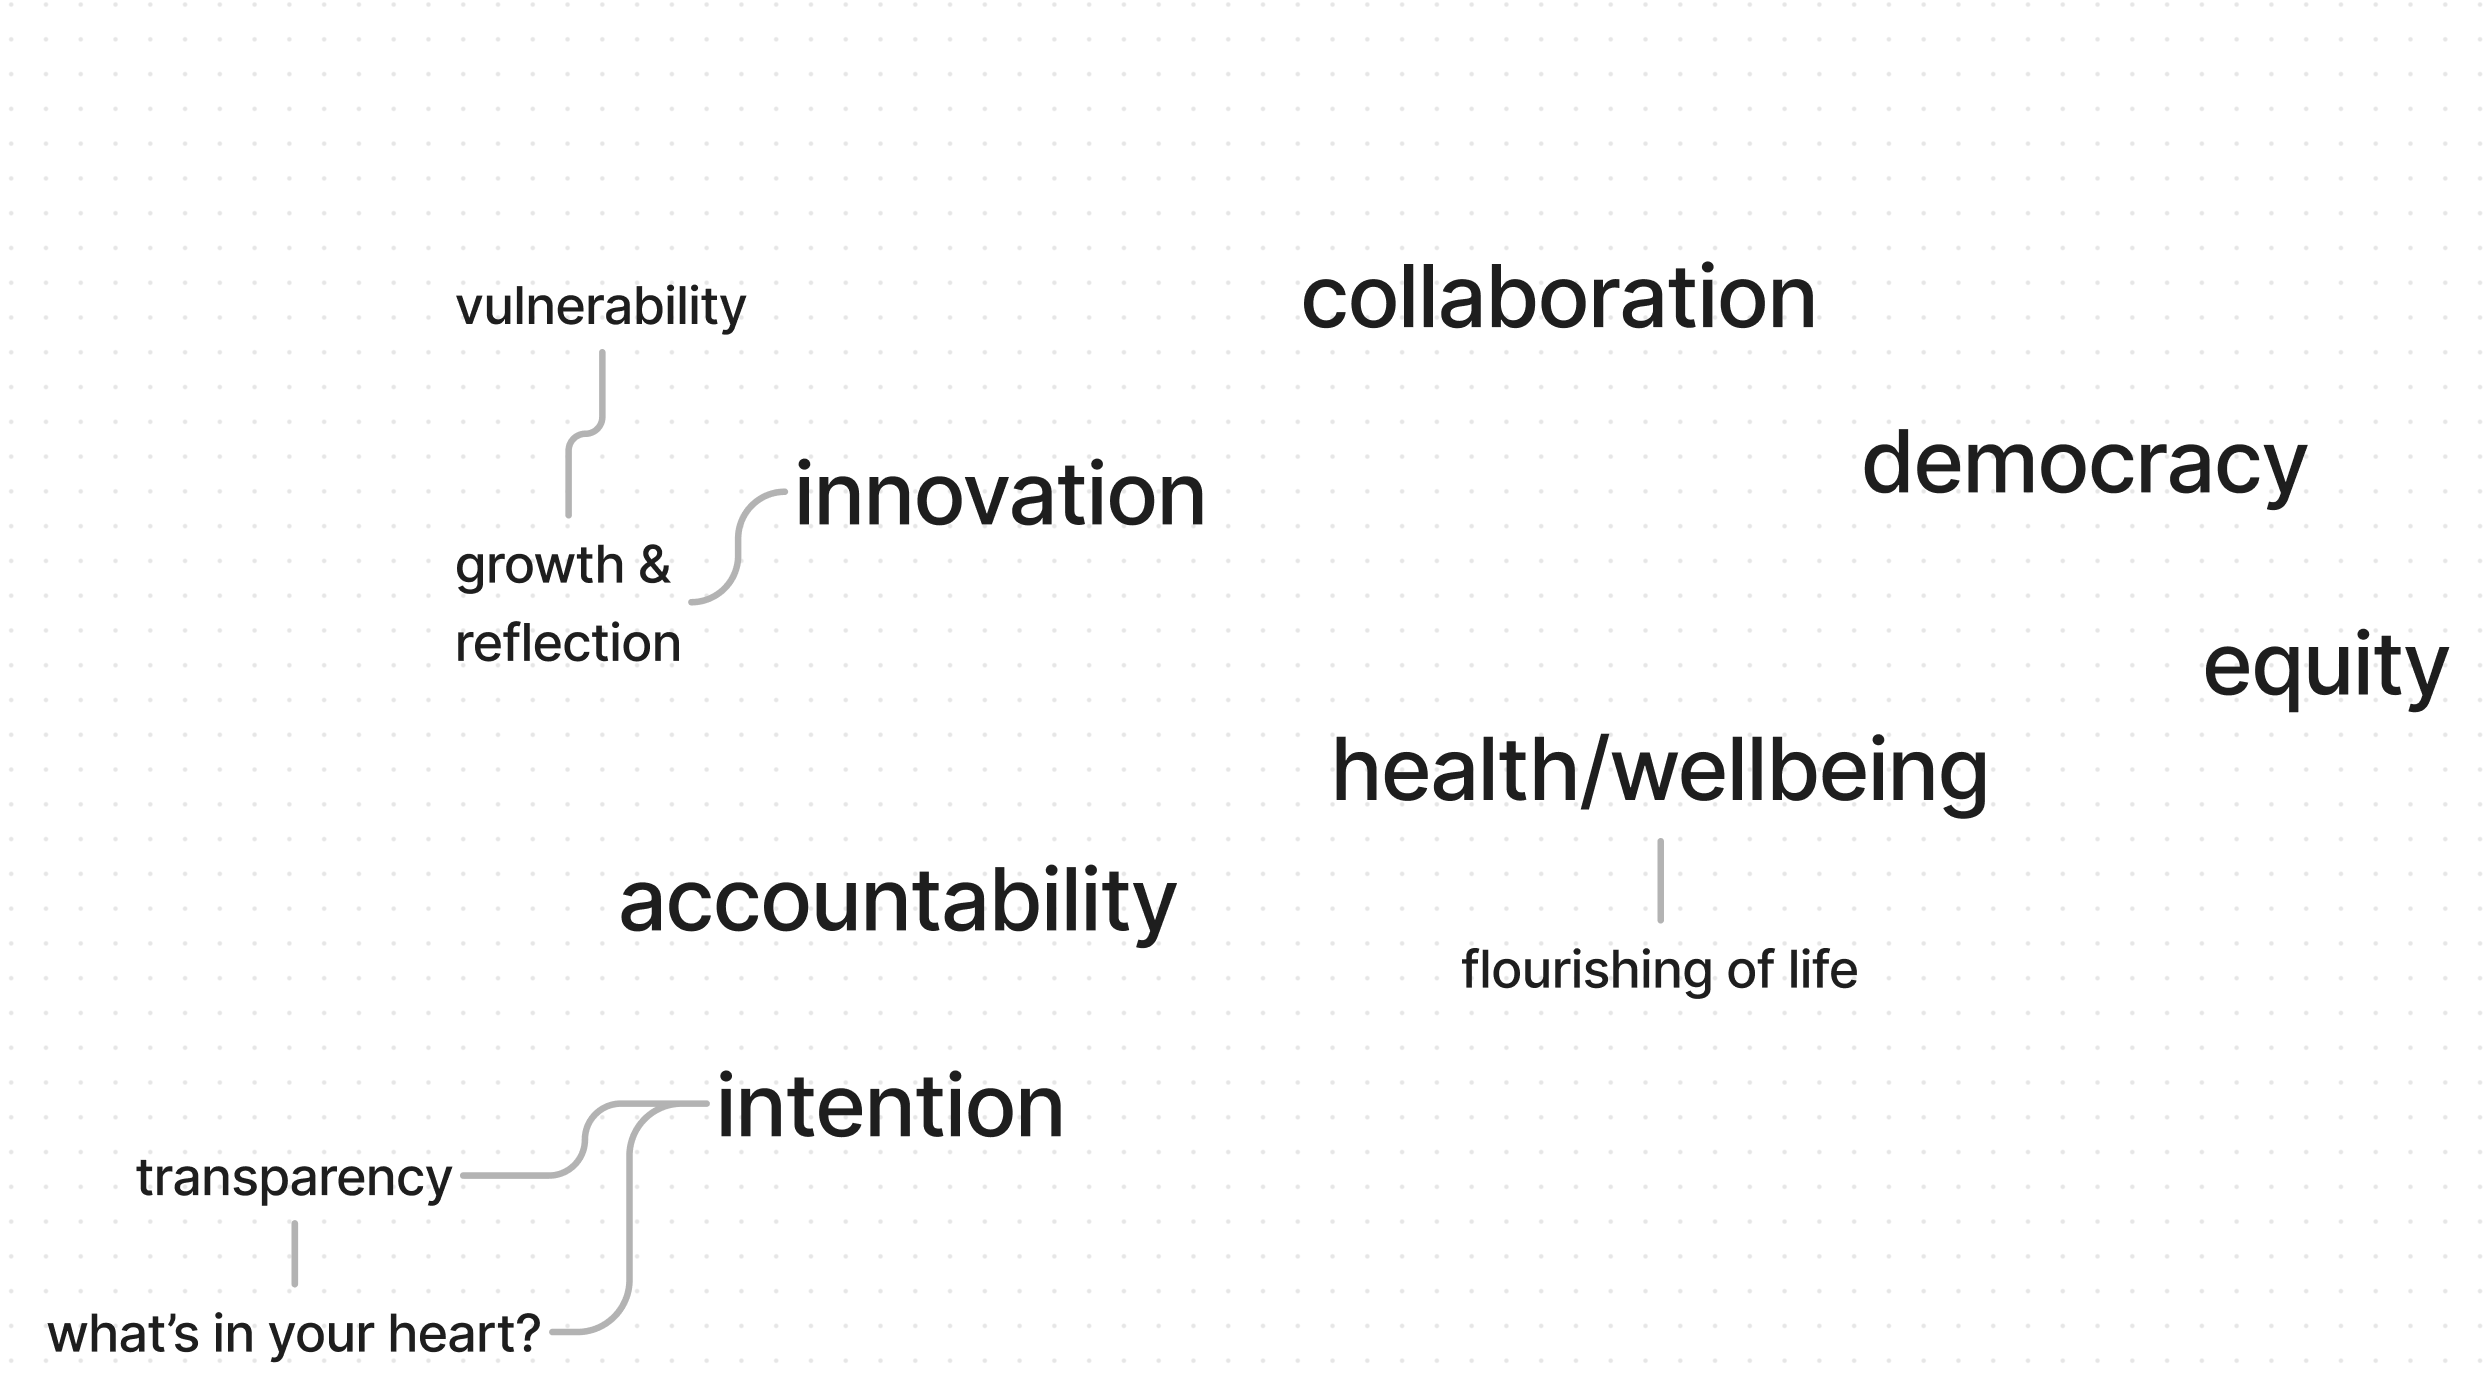 collaboration
vulnerability
democracy
innovation
growth &
reflection
equity
health/wellbeing
accountability
flourishing of life
intention
transparency
what’s in your heart?